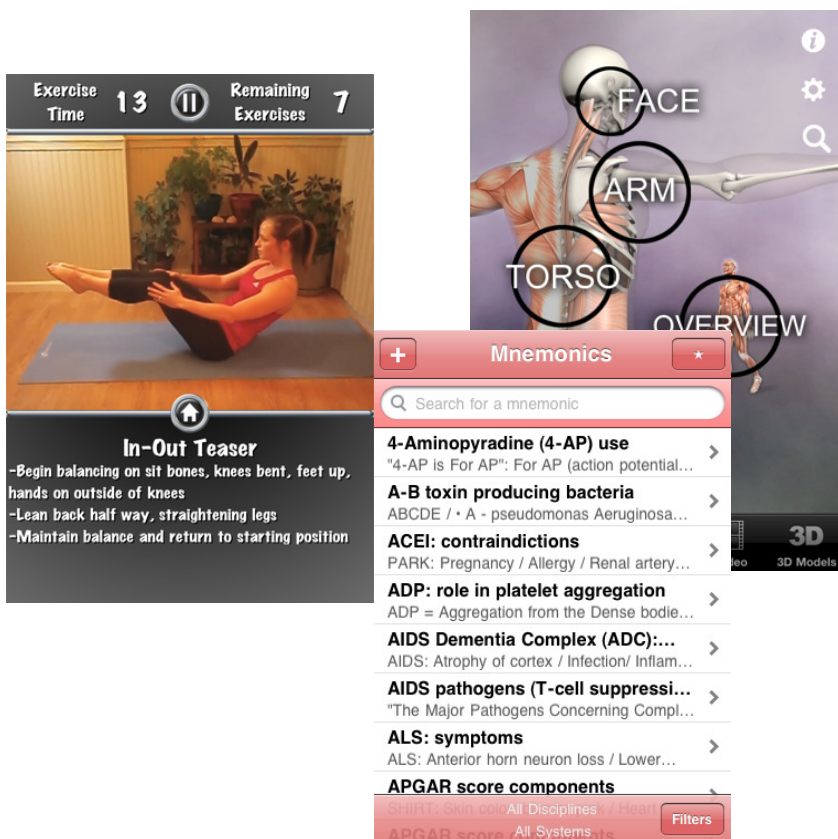 Exercise
Time
13
Remaining
Exercises
7
In-Out Teaser
-Begin balancing on sit bones, knees bent, feet up,
hands on outside of knees
-Lean back half way, straightening legs
-Maintain balance and return to starting position
FACE
ARM
TORSO
OVERVIEW
3D
3D Models
Mnemonics
Search for a mnemonic
4-Aminopyradine (4-AP) use
"4-AP is For AP": For AP (action potential...
A-B toxin producing bacteria
ABCDE / • A - pseudomonas Aeruginosa...
ACEI: contraindictions
PARK: Pregnancy / Allergy / Renal artery...
ADP: role in platelet aggregation
ADP = Aggregation from the Dense bodie...
AIDS Dementia Complex (ADC):...
AIDS: Atrophy of cortex / Infection/ Inflam...
AIDS pathogens (T-cell suppressi...
"The Major Pathogens Concerning Compl...
ALS: symptoms
ALS: Anterior horn neuron loss / Lower...
APGAR score components
SHIRT: Skin
All Disciplines
All Systems
Filters